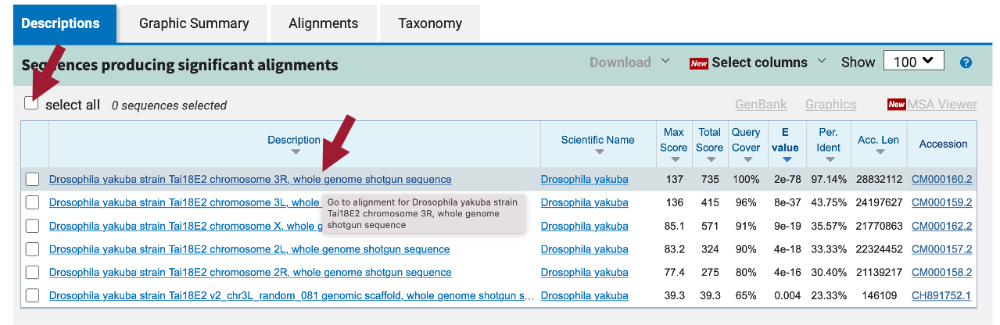 Descriptions Graphic Summary Alignments Taxonomy
Sequences producing significant alignments Download New Select columns Show 100 ?
select all 0 sequences selected GenBank Graphics New MSA Viewer
Description Scientific Name Max Score Total Score Query Cover E value Per. Ident Acc. Len Accession
Drosophila yakuba strain Tai18E2 chromosome 3R, whole genome shotgun sequence Drosophila yakuba 137 735 100% 2e-78 97.14% 28832112 CM000160.2
Drosophila yakuba strain Tai18E2 chromosome 3L, whole Drosophila yakuba 136 415 96% 8e-37 43.75% 24197627 CM000159.2
Go to alignment for Drosophila yakuba strain
Tai18E2 chromosome 3R, whole genome
shotgun sequence
Drosophila yakuba strain Tai18E2 chromosome X, whole g Drosophila yakuba 85.1 571 91% 9e-19 35.57% 21770863 CM000162.2
Drosophila yakuba strain Tai18E2 chromosome 2L, whole genome shotgun sequence Drosophila yakuba 83.2 324 90% 4e-18 33.33% 22324452 CM000157.2
Drosophila yakuba strain Tai18E2 chromosome 2R, whole genome shotgun sequence Drosophila yakuba 77.4 275 80% 4e-16 30.40% 21139217 CM000158.2
Drosophila yakuba strain Tai18E2 v2_chr3L_random_081 genomic scaffold, whole genome shotgun s... Drosophila yakuba 39.3 39.3 65% 0.004 23.33% 146109 CH891752.1